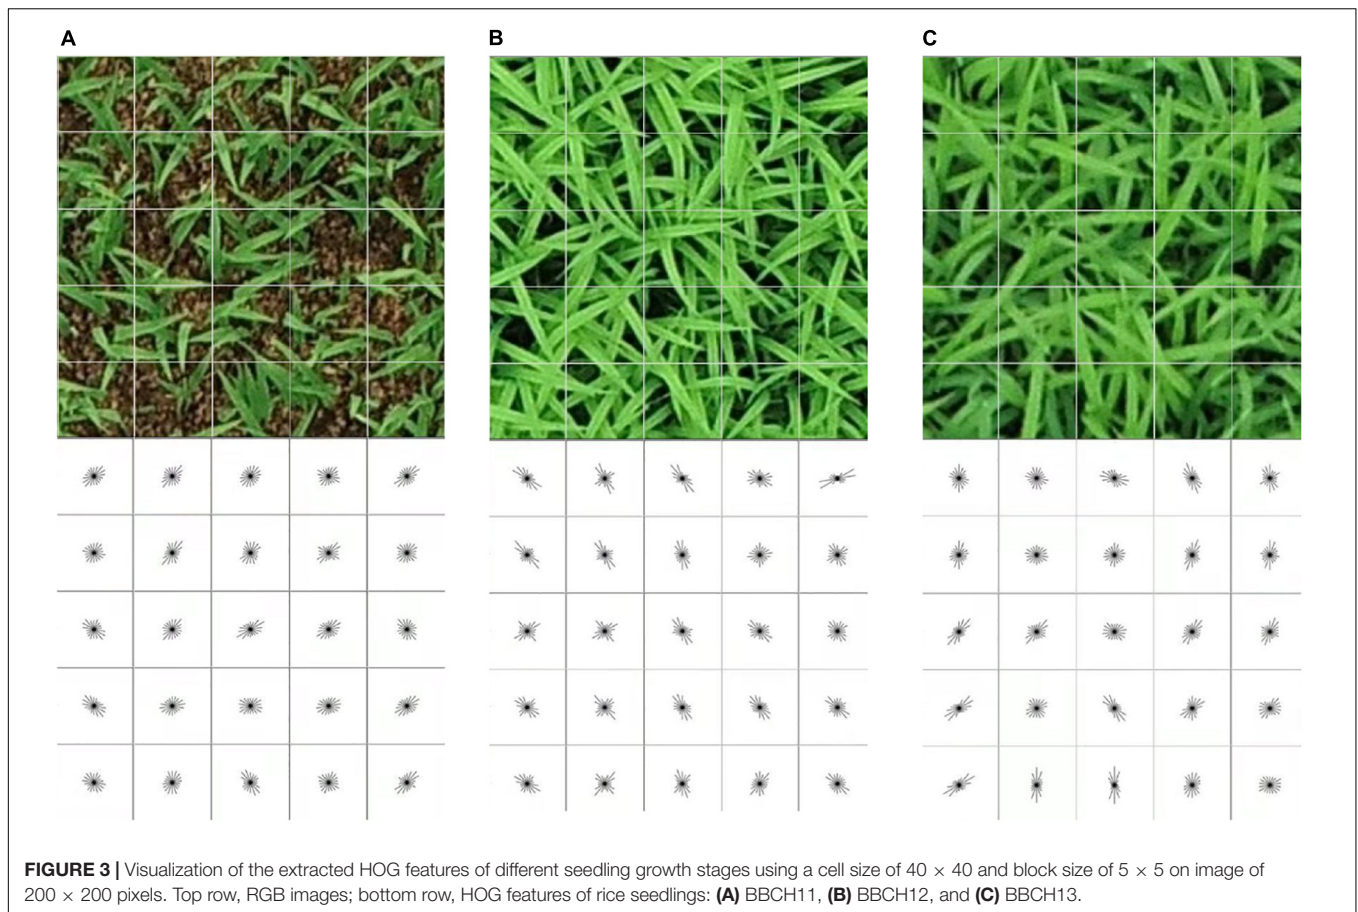 A
B
C
FIGURE 3 | Visualization of the extracted HOG features of different seedling growth stages using a cell size of 40 × 40 and block size of 5 × 5 on image of
200 × 200 pixels. Top row, RGB images; bottom row, HOG features of rice seedlings: (A) BBCH11, (B) BBCH12, and (C) BBCH13.